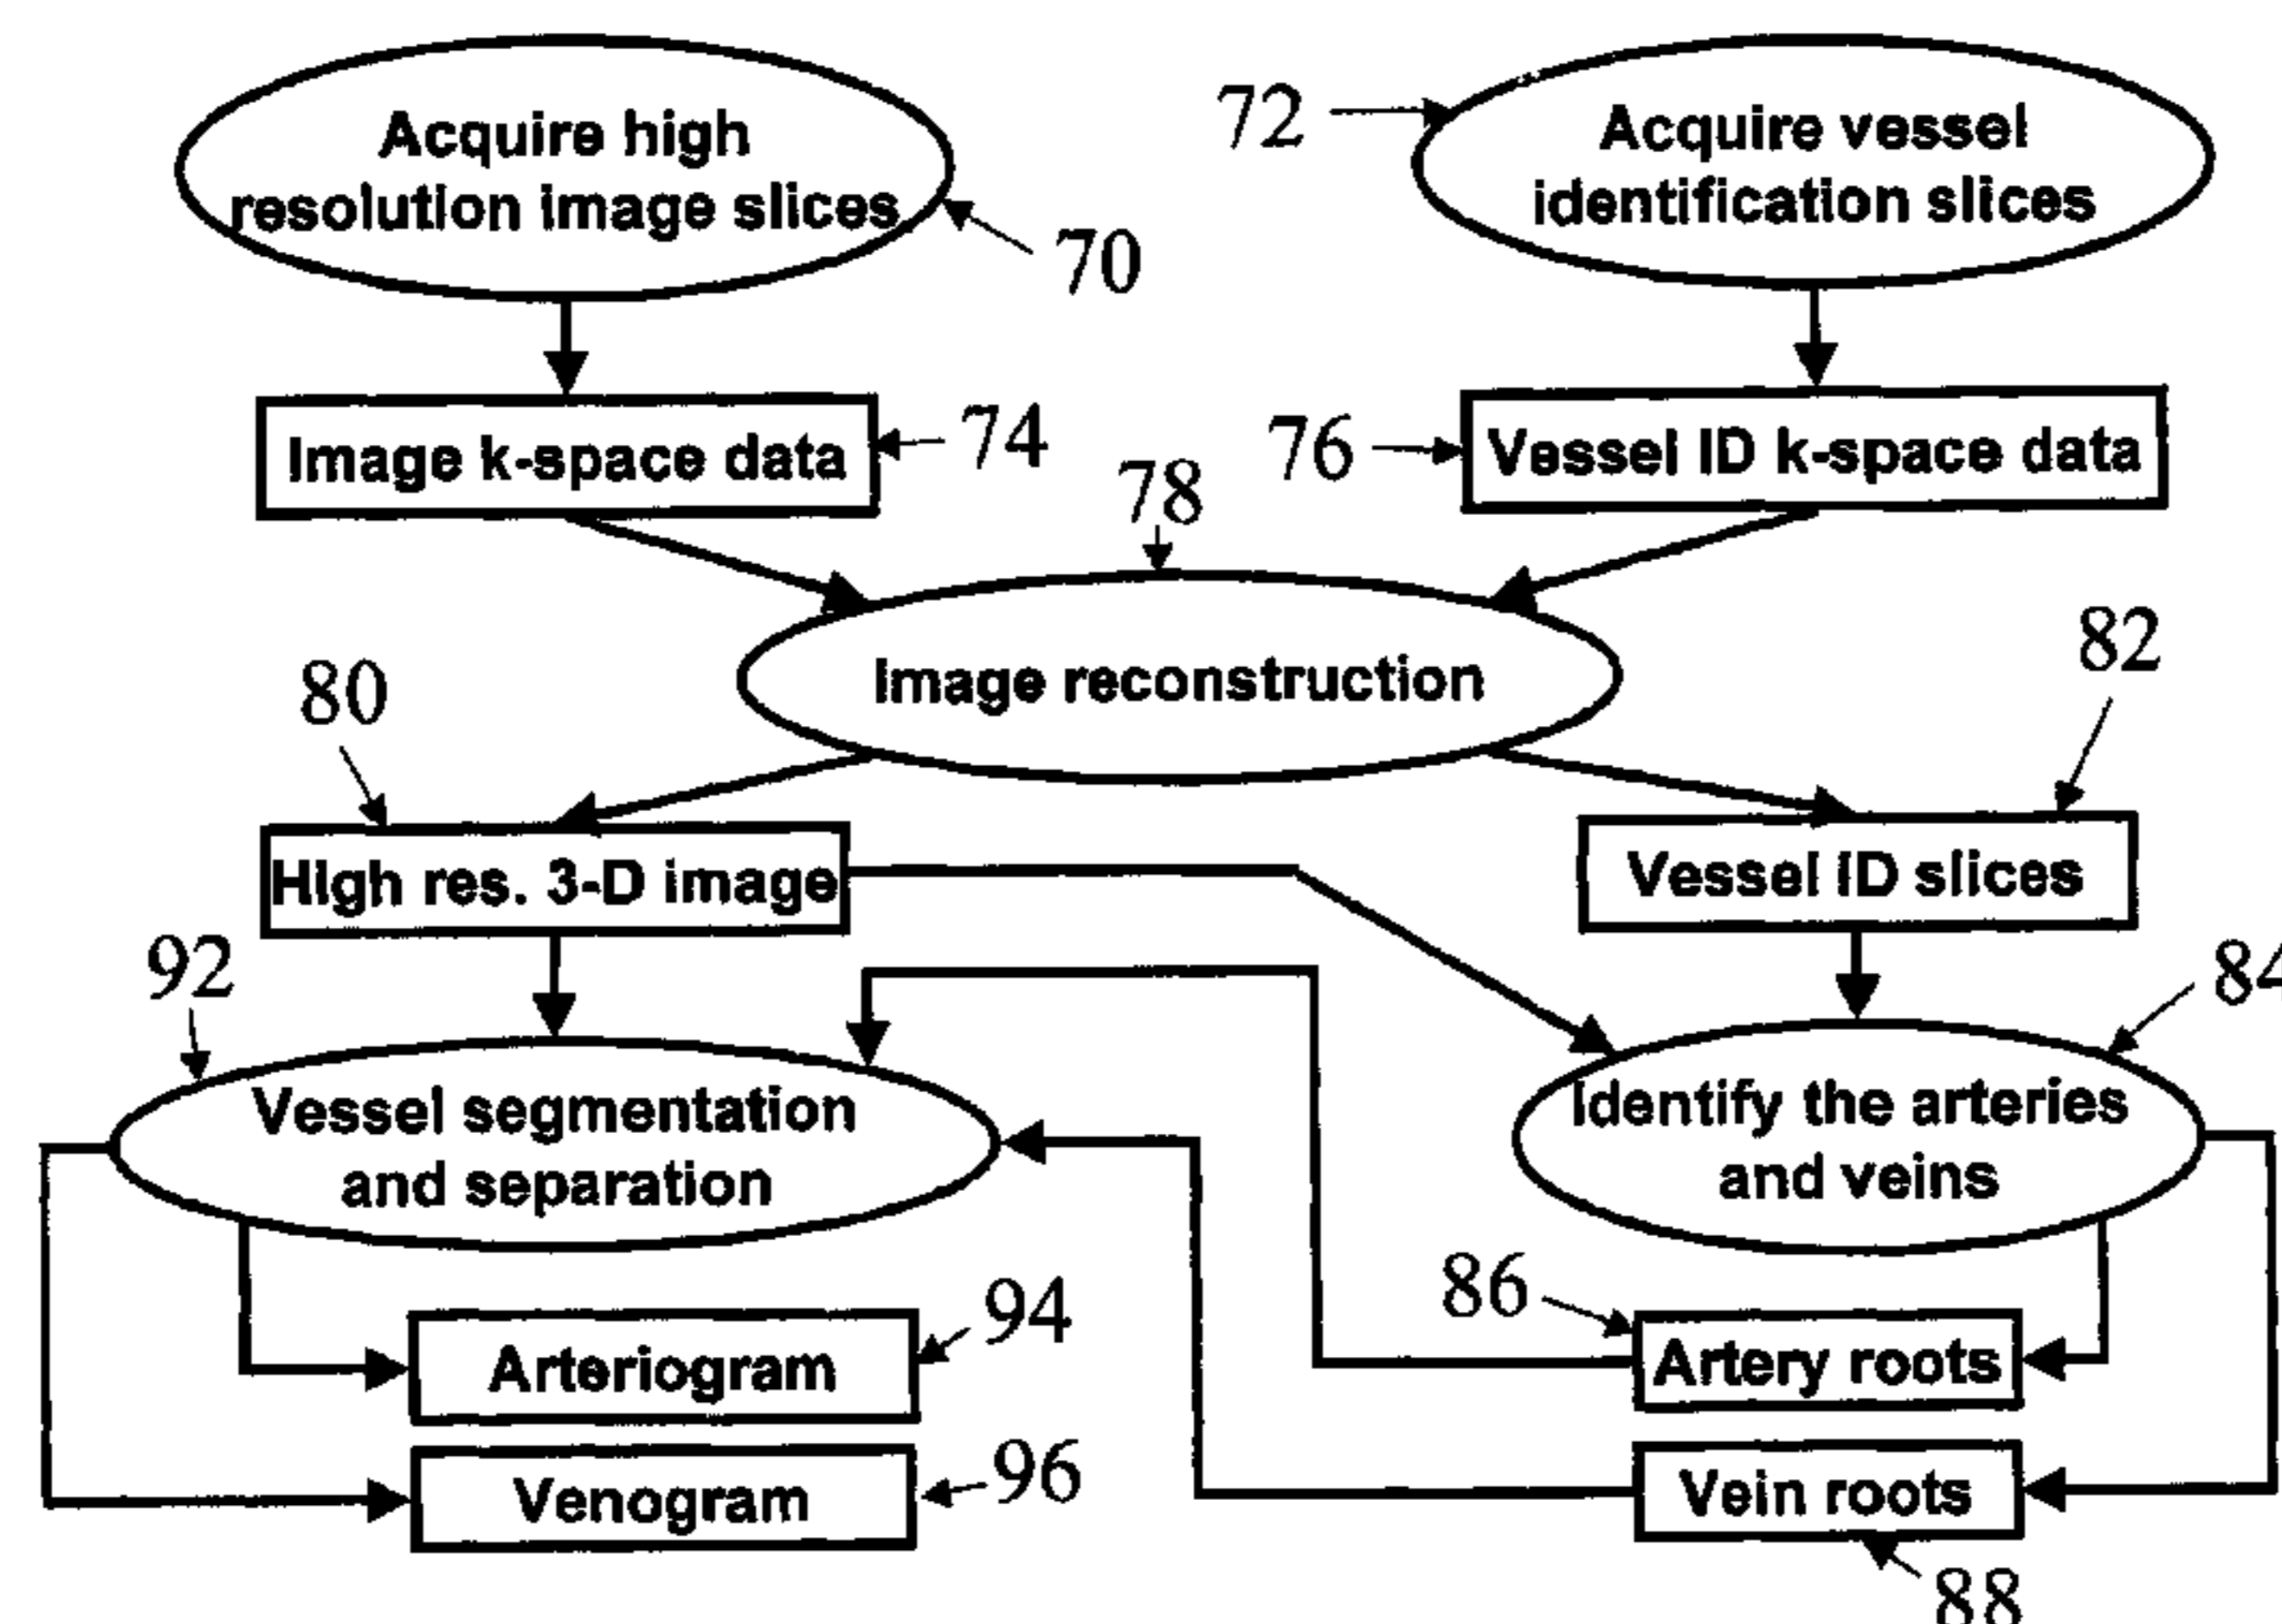 Acquire high
resolution image slices
70
72
Acquire vessel
identification slices
Image k-space data
74
76
Vessel ID k-space data
78
Image reconstruction
80
82
High res. 3-D image
Vessel ID slices
92
84
Vessel segmentation
and separation
Identify the arteries
and veins
86
94
Arteriogram
Artery roots
96
Venogram
Vein roots
88